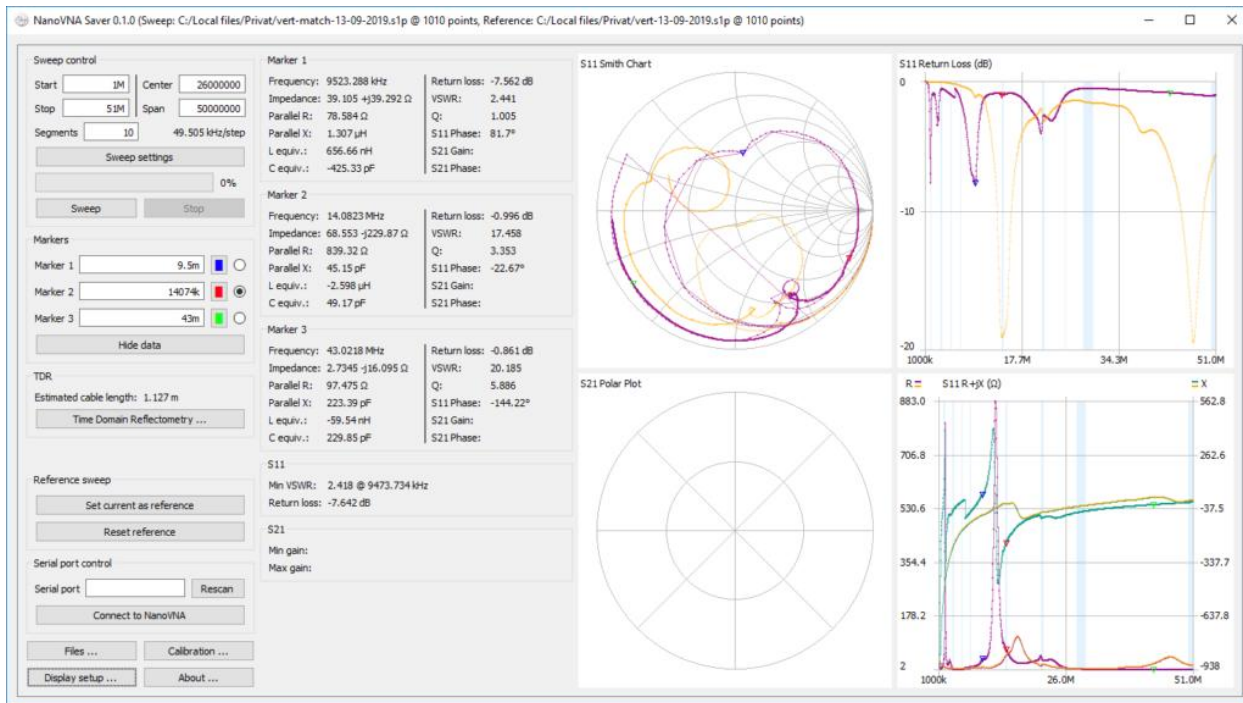 NanoVNA Saver 0.1.0 (Sweep: C:/Local files/Privat/vert-match-13-09-2019.s1p @ 1010 points, Reference: C:/Local files/Privat/vert-13-09-2019.s1p @ 1010 points)
Sweep control
Start 1M Center 26000000
Stop 51M Span 50000000
Segments 10 49.505 kHz/step
Sweep settings
0%
Sweep Stop
Markers
Marker 1 9.5m
Marker 2 14074k
Marker 3 43m
Hide data
TDR
Estimated cable length: 1.127 m
Time Domain Reflectometry ...
Reference sweep
Set current as reference
Reset reference
Serial port control
Serial port Rescan
Connect to NanoVNA
Files ... Calibration ...
Display setup ... About ...
Marker 1
Frequency: 9523.288 kHz Return loss: -7.562 dB
Impedance: 39.105 +j39.292 Ω VSWR: 2.441
Parallel R: 78.584 Ω Q: 1.005
Parallel X: 1.307 µH S11 Phase: 81.7°
L equiv.: 656.66 nH S21 Gain:
C equiv.: -425.33 pF S21 Phase:
Marker 2
Frequency: 14.0823 MHz Return loss: -0.996 dB
Impedance: 68.553 -j229.87 Ω VSWR: 17.458
Parallel R: 839.32 Ω Q: 3.353
Parallel X: 45.15 pF S11 Phase: -22.67°
L equiv.: -2.598 µH S21 Gain:
C equiv.: 49.17 pF S21 Phase:
Marker 3
Frequency: 43.0218 MHz Return loss: -0.861 dB
Impedance: 2.7345 -j16.095 Ω VSWR: 20.185
Parallel R: 97.475 Ω Q: 5.886
Parallel X: 223.39 pF S11 Phase: -144.22°
L equiv.: -59.54 nH S21 Gain:
C equiv.: 229.85 pF S21 Phase:
S11
Min VSWR: 2.418 @ 9473.734 kHz
Return loss: -7.642 dB
S21
Min gain:
Max gain:
S11 Smith Chart
S11 Return Loss (dB)
0
-10
-20
1000k 17.7M 34.3M 51.0M
S21 Polar Plot
R S11 R+jX (Ω) X
883.0 562.8
706.8 262.6
530.6 -37.5
354.4 -337.7
178.2 -637.8
2 -938
1000k 26.0M 51.0M